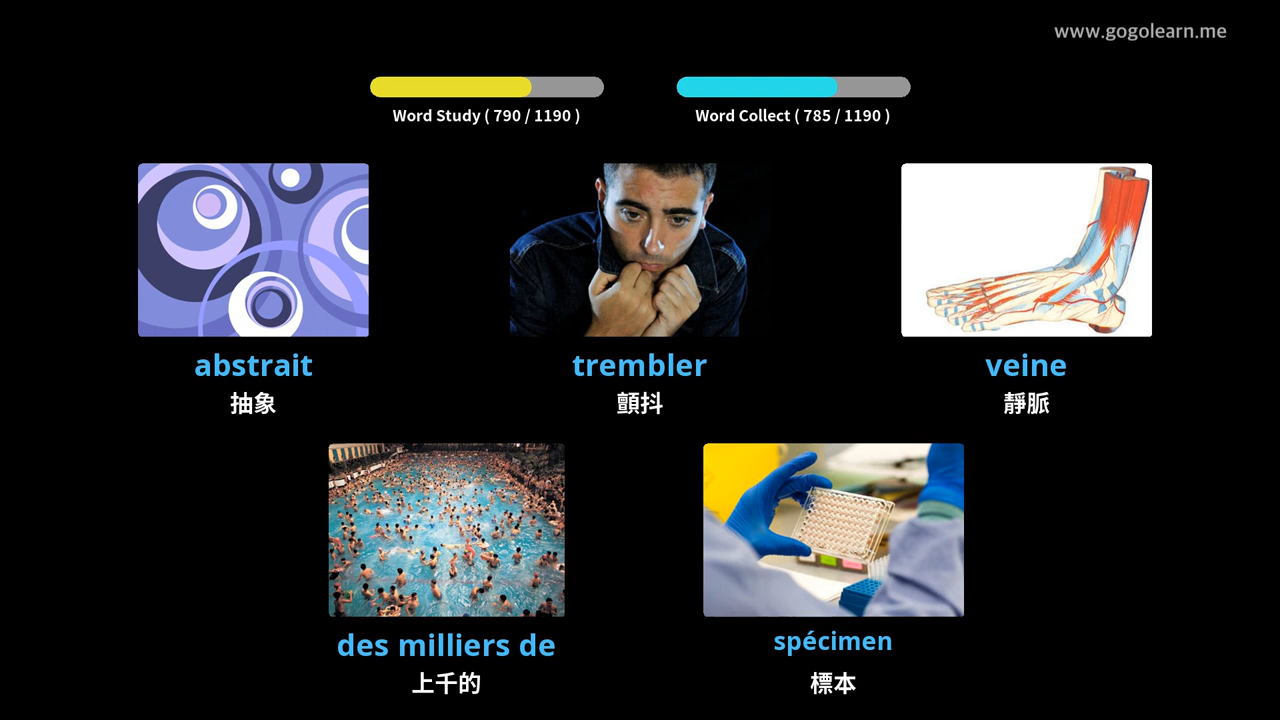 www.gogolearn.me
Word Study ( 790 / 1190 )
Word Collect ( 785 / 1190 )
abstrait
抽象
trembler
顫抖
veine
靜脈
des milliers de
上千的
spécimen
標本